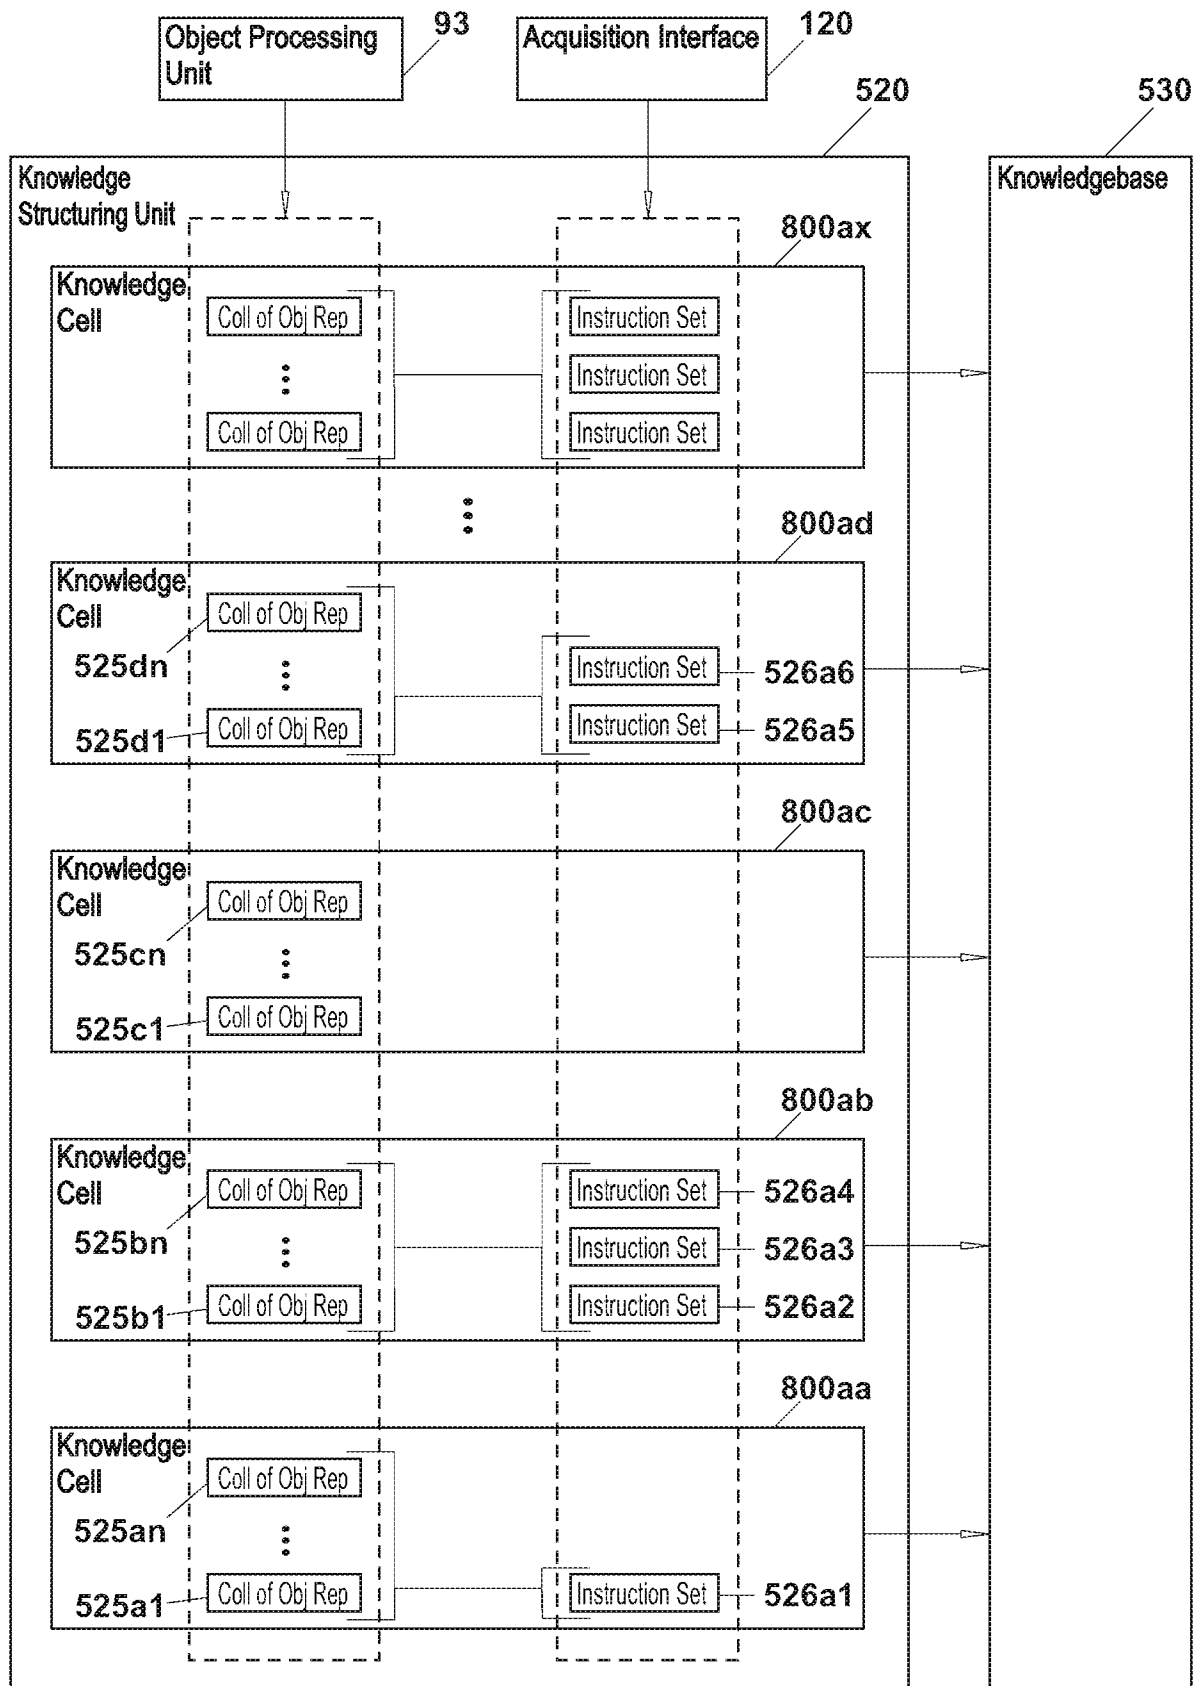 Object Processing
Unit
93
Acquisition Interface
120
520
530
Knowledge
Structuring Unit
Knowledgebase
800ax
Knowledge
Cell
Coll of Obj Rep
Coll of Obj Rep
Instruction Set
Instruction Set
Instruction Set
800ad
Knowledge
Cell
Coll of Obj Rep
525dn
Coll of Obj Rep
525d1
Instruction Set
526a6
Instruction Set
526a5
800ac
Knowledge
Cell
Coll of Obj Rep
525cn
Coll of Obj Rep
525c1
800ab
Knowledge
Cell
Coll of Obj Rep
525bn
Coll of Obj Rep
525b1
Instruction Set
526a4
Instruction Set
526a3
Instruction Set
526a2
800aa
Knowledge
Cell
Coll of Obj Rep
525an
Coll of Obj Rep
525a1
Instruction Set
526a1